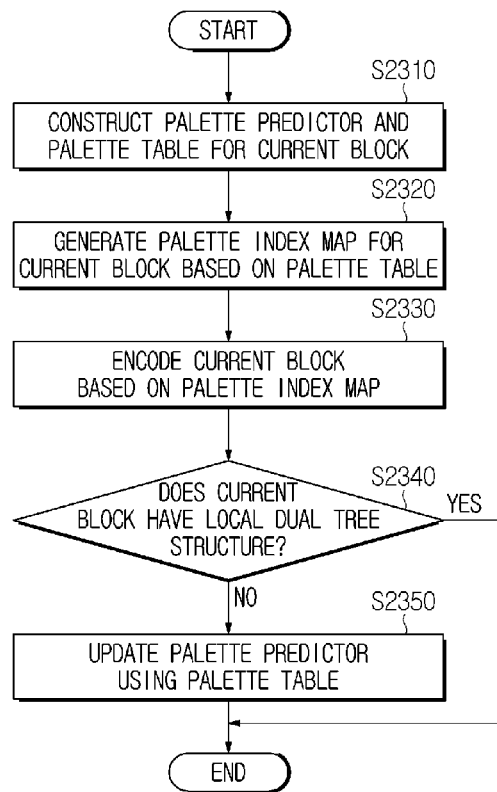 START
S2310
CONSTRUCT PALETTE PREDICTOR AND
PALETTE TABLE FOR CURRENT BLOCK
S2320
GENERATE PALETTE INDEX MAP FOR
CURRENT BLOCK BASED ON PALETTE TABLE
S2330
ENCODE CURRENT BLOCK
BASED ON PALETTE INDEX MAP
S2340
DOES CURRENT
BLOCK HAVE LOCAL DUAL TREE
STRUCTURE?
YES
NO
S2350
UPDATE PALETTE PREDICTOR
USING PALETTE TABLE
END